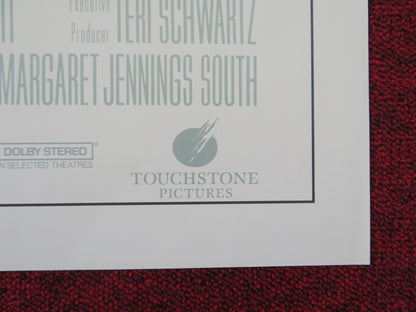 Executive
Producer TERI SCHWARTZ
MARGARET JENNINGS SOUTH
DOLBY STEREO®
IN SELECTED THEATRES
TOUCHSTONE
PICTURES